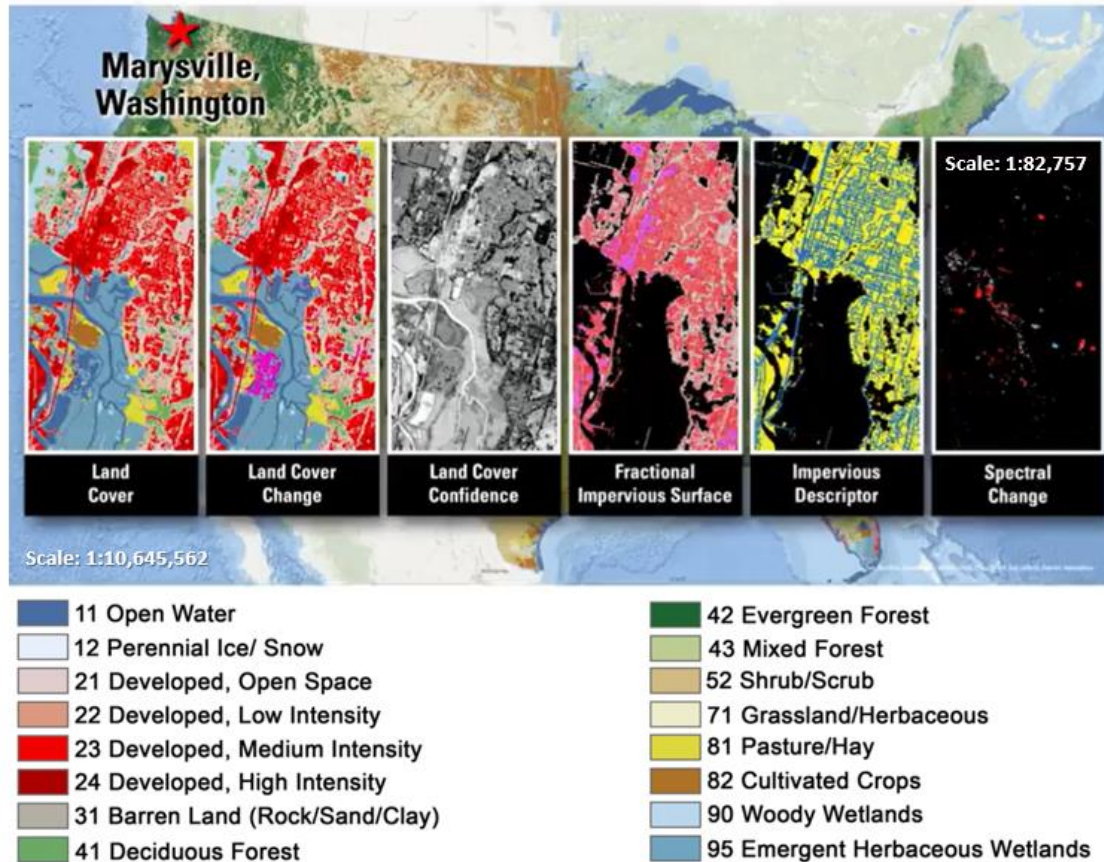 Marysville,
Washington
Scale: 1:82,757
Land
Cover
Land Cover
Change
Land Cover
Confidence
Fractional
Impervious Surface
Impervious
Descriptor
Spectral
Change
Scale: 1:10,645,562
11 Open Water
12 Perennial Ice/ Snow
21 Developed, Open Space
22 Developed, Low Intensity
23 Developed, Medium Intensity
24 Developed, High Intensity
31 Barren Land (Rock/Sand/Clay)
41 Deciduous Forest
42 Evergreen Forest
43 Mixed Forest
52 Shrub/Scrub
71 Grassland/Herbaceous
81 Pasture/Hay
82 Cultivated Crops
90 Woody Wetlands
95 Emergent Herbaceous Wetlands